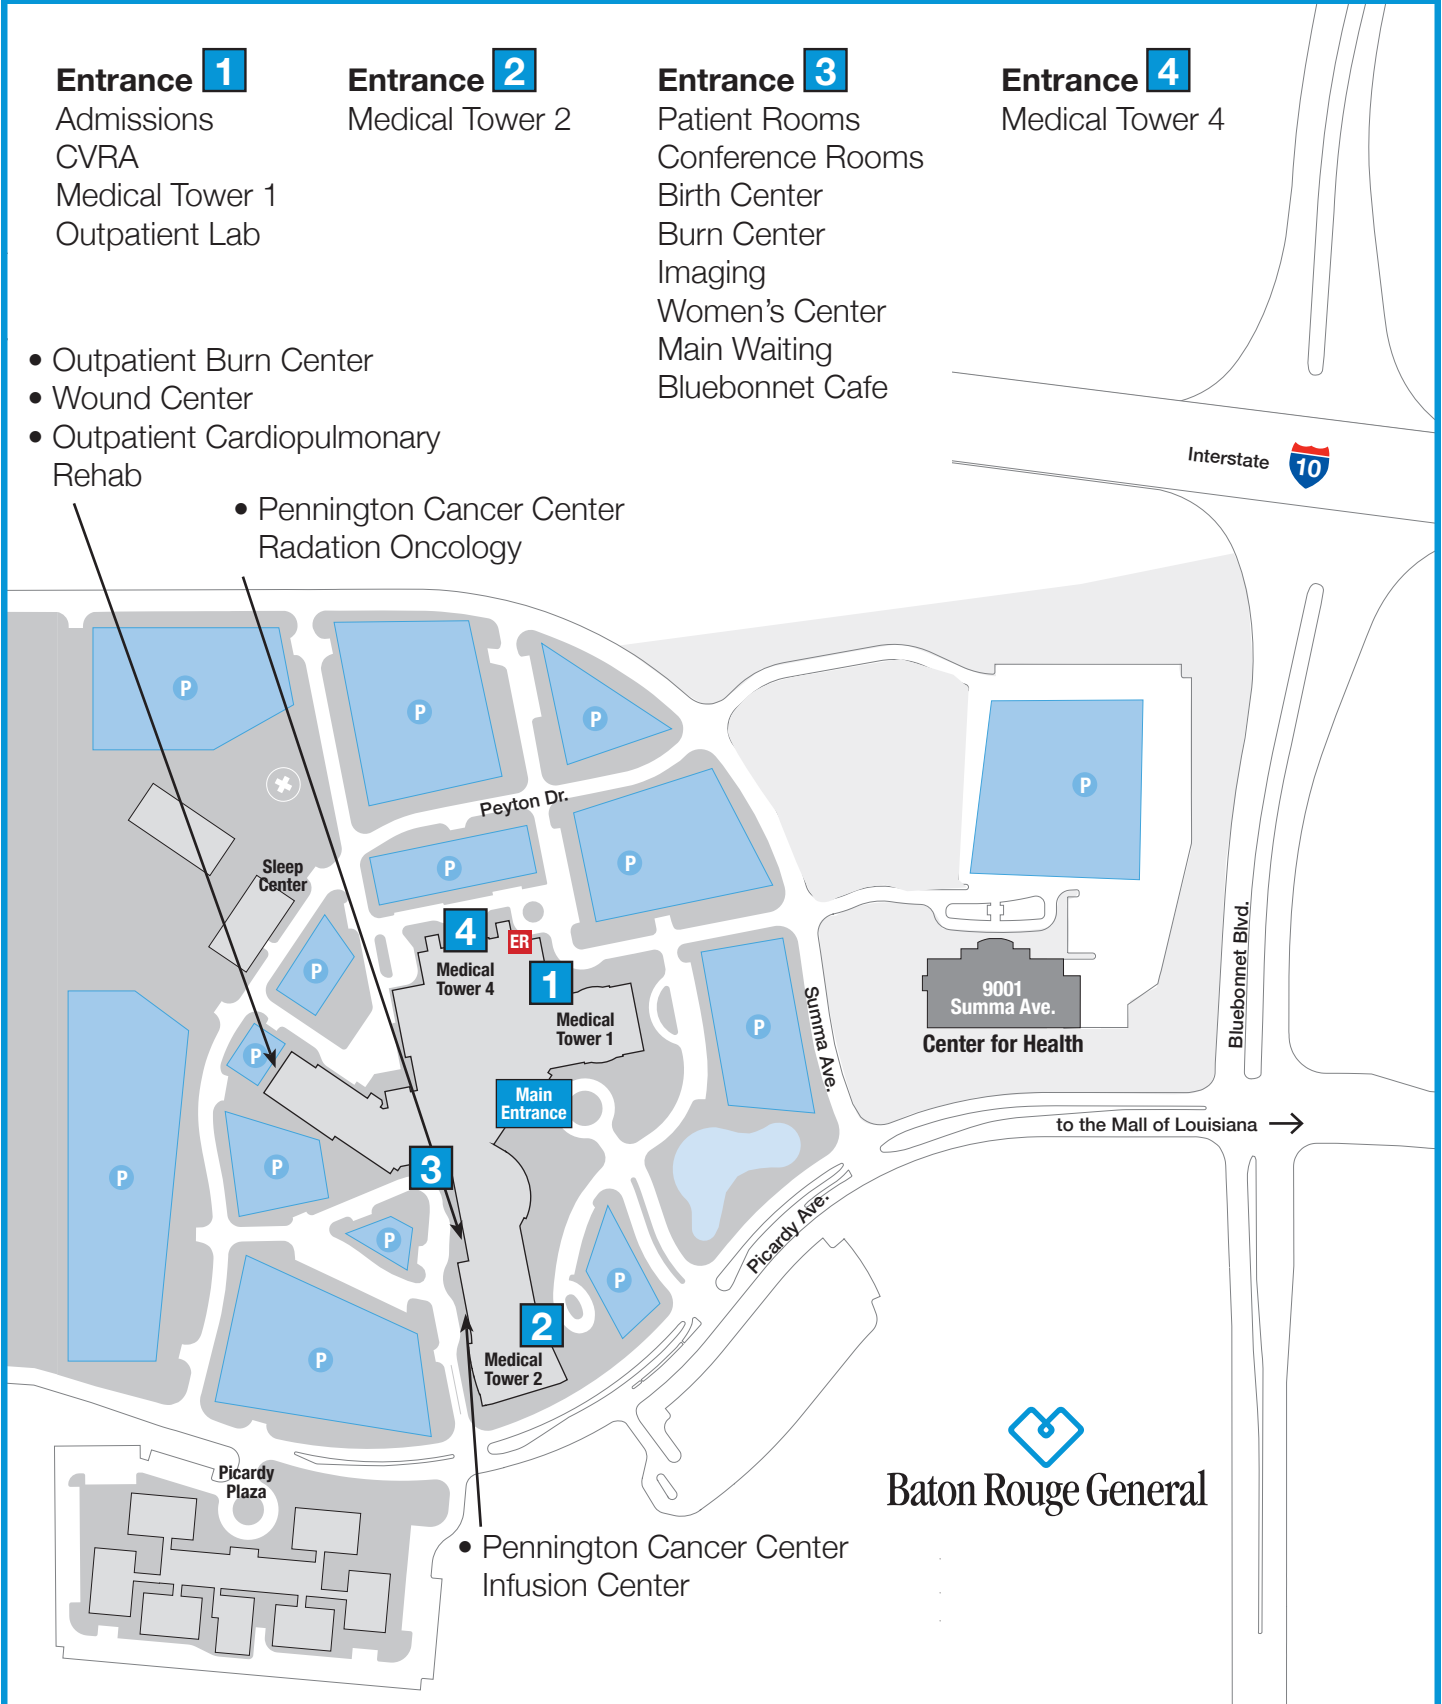 Entrance 1
Admissions
CVRA
Medical Tower 1
Outpatient Lab
Entrance 2
Medical Tower 2
Entrance 3
Patient Rooms
Conference Rooms
Birth Center
Burn Center
Imaging
Women's Center
Main Waiting
Bluebonnet Cafe
Entrance 4
Medical Tower 4
• Outpatient Burn Center
• Wound Center
• Outpatient Cardiopulmonary
Rehab
• Pennington Cancer Center
Radation Oncology
Interstate 10
P
P
P
P
Peyton Dr.
P
P
Sleep
Center
4
ER
Medical
Tower 4
1
Medical
Tower 1
P
P
P
Summa Ave.
9001
Summa Ave.
Center for Health
Bluebonnet Blvd.
Main
Entrance
to the Mall of Louisiana
3
P
P
P
Picardy Ave.
P
2
Medical
Tower 2
P
Picardy
Plaza
Baton Rouge General
• Pennington Cancer Center
Infusion Center